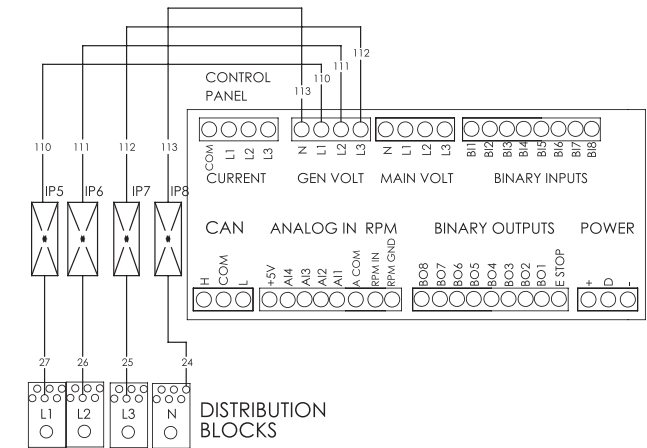 112
111
110
113
CONTROL
PANEL
110
111
112
113
COM
L1
L2
L3
N
L1
L2
L3
N
L1
L2
L3
BI1
BI2
BI3
BI4
BI5
BI6
BI7
BI8
CURRENT
GEN VOLT
MAIN VOLT
BINARY INPUTS
IP5
IP6
IP7
IP8
CAN
ANALOG IN
RPM
BINARY OUTPUTS
POWER
H
COM
L
+5V
AI4
AI3
AI2
AI1
A COM
RPM IN
RPM GND
BO8
BO7
BO6
BO5
BO4
BO3
BO2
BO1
E STOP
+
D
-
27
26
25
24
L1
L2
L3
N
DISTRIBUTION
BLOCKS